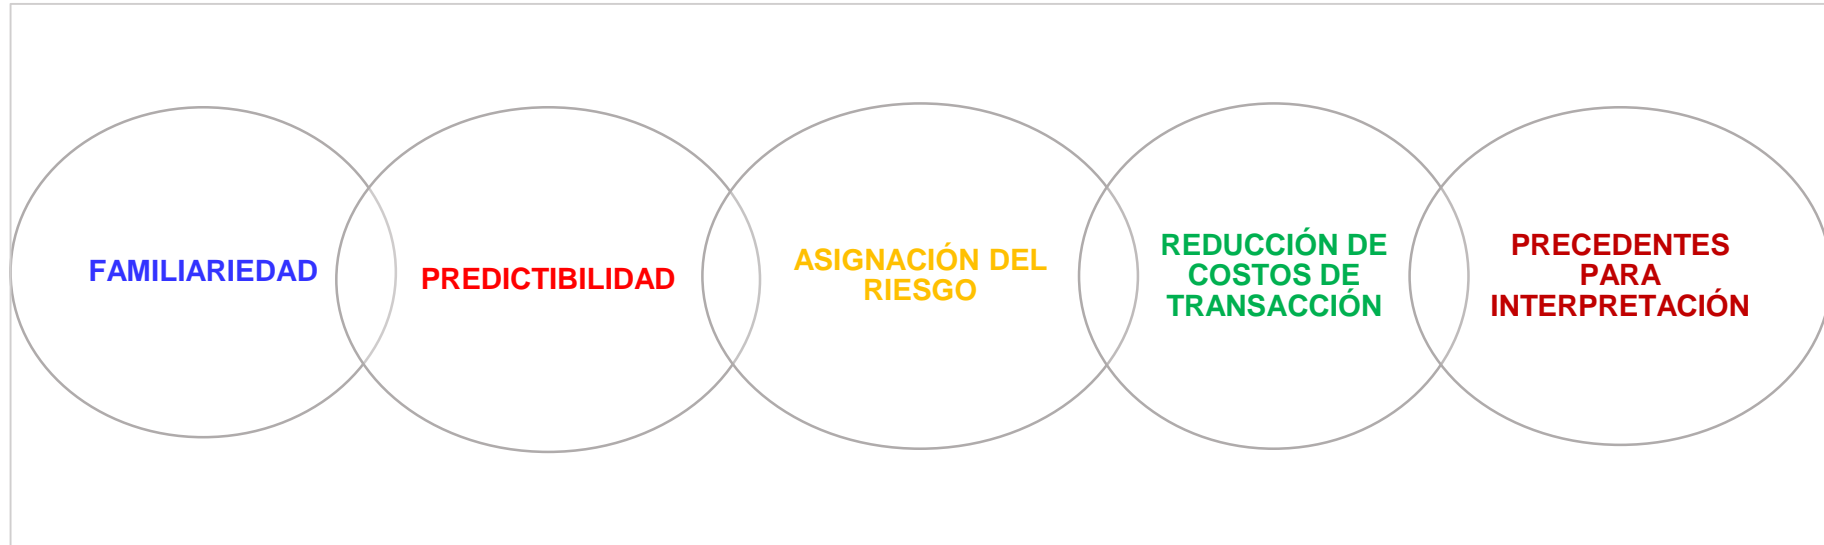 FAMILIARIEDAD
PREDICTIBILIDAD
ASIGNACIÓN DEL
RIESGO
REDUCCIÓN DE
COSTOS DE
TRANSACCIÓN
PRECEDENTES
PARA
INTERPRETACIÓN